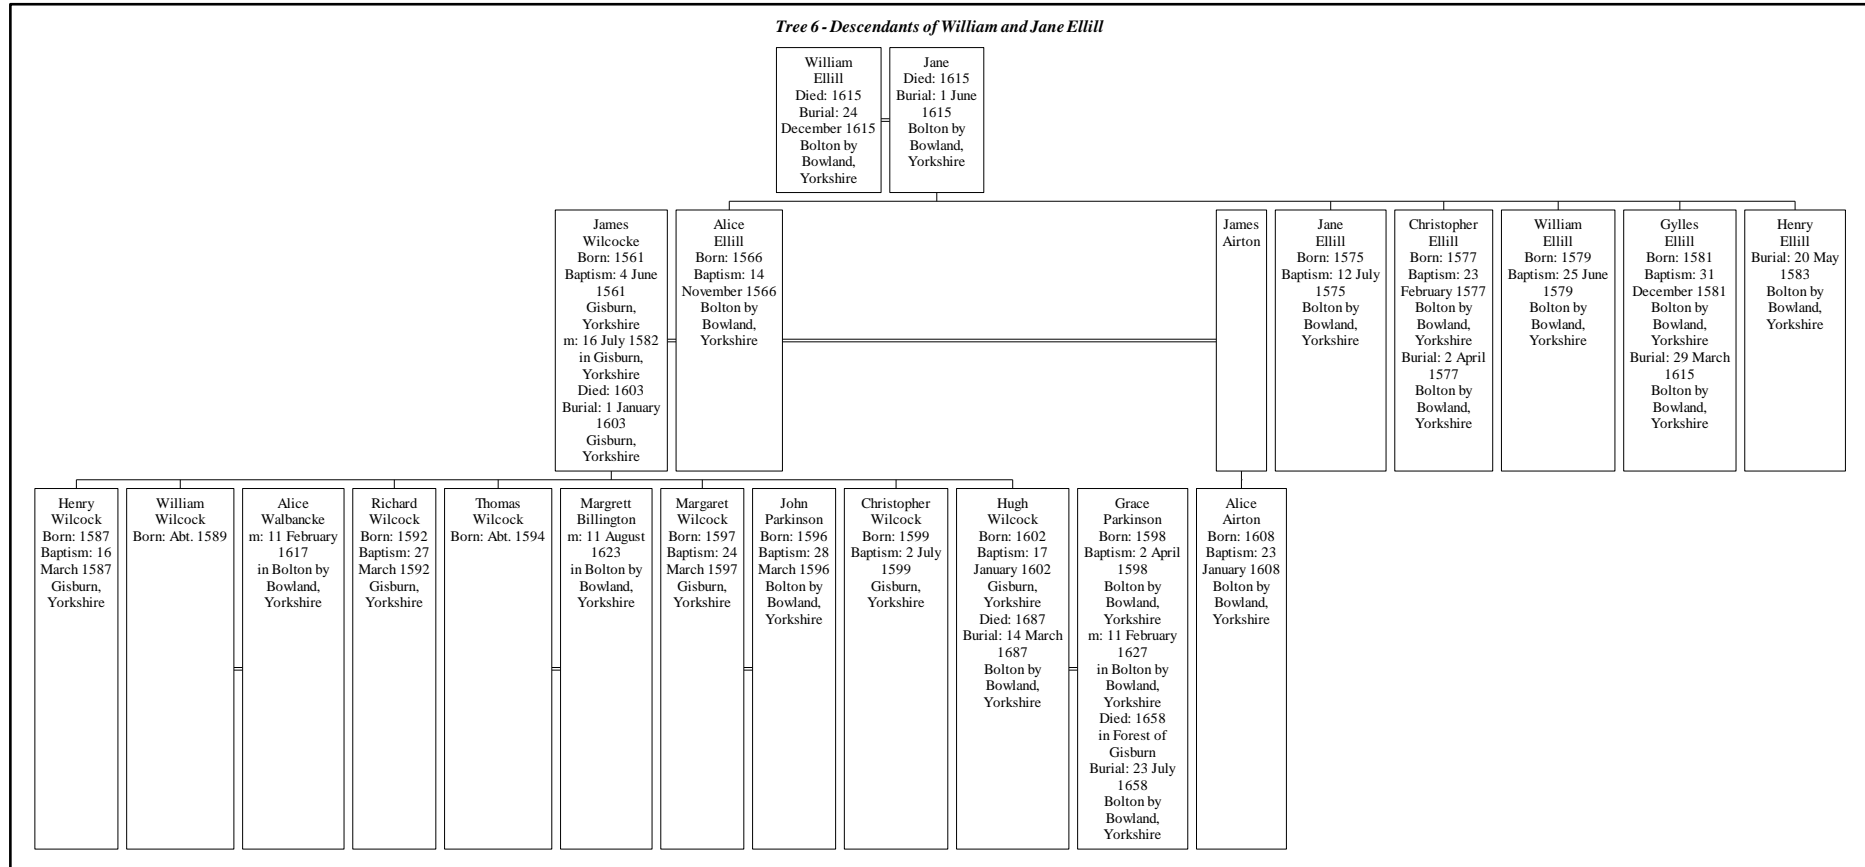 Tree 6 - Descendants of William and Jane Ellill
William
Ellill
Died: 1615
Burial: 24
December 1615
Bolton by
Bowland,
Yorkshire
Jane
Died: 1615
Burial: 1 June
1615
Bolton by
Bowland,
Yorkshire
James
Wilcocke
Born: 1561
Baptism: 4 June
1561
Gisburn,
Yorkshire
m: 16 July 1582
in Gisburn,
Yorkshire
Died: 1603
Burial: 1 January
1603
Gisburn,
Yorkshire
Alice
Ellill
Born: 1566
Baptism: 14
November 1566
Bolton by
Bowland,
Yorkshire
James
Airton
Jane
Ellill
Born: 1575
Baptism: 12 July
1575
Bolton by
Bowland,
Yorkshire
Christopher
Ellill
Born: 1577
Baptism: 23
February 1577
Bolton by
Bowland,
Yorkshire
Burial: 2 April
1577
Bolton by
Bowland,
Yorkshire
William
Ellill
Born: 1579
Baptism: 25 June
1579
Bolton by
Bowland,
Yorkshire
Gylles
Ellill
Born: 1581
Baptism: 31
December 1581
Bolton by
Bowland,
Yorkshire
Burial: 29 March
1615
Bolton by
Bowland,
Yorkshire
Henry
Ellill
Burial: 20 May
1583
Bolton by
Bowland,
Yorkshire
Henry
Wilcock
Born: 1587
Baptism: 16
March 1587
Gisburn,
Yorkshire
William
Wilcock
Born: Abt. 1589
Alice
Walbancke
m: 11 February
1617
in Bolton by
Bowland,
Yorkshire
Richard
Wilcock
Born: 1592
Baptism: 27
March 1592
Gisburn,
Yorkshire
Thomas
Wilcock
Born: Abt. 1594
Margrett
Billington
m: 11 August
1623
in Bolton by
Bowland,
Yorkshire
Margaret
Wilcock
Born: 1597
Baptism: 24
March 1597
Gisburn,
Yorkshire
John
Parkinson
Born: 1596
Baptism: 28
March 1596
Bolton by
Bowland,
Yorkshire
Christopher
Wilcock
Born: 1599
Baptism: 2 July
1599
Gisburn,
Yorkshire
Hugh
Wilcock
Born: 1602
Baptism: 17
January 1602
Gisburn,
Yorkshire
Died: 1687
Burial: 14 March
1687
Bolton by
Bowland,
Yorkshire
Grace
Parkinson
Born: 1598
Baptism: 2 April
1598
Bolton by
Bowland,
Yorkshire
m: 11 February
1627
in Bolton by
Bowland,
Yorkshire
Died: 1658
in Forest of
Gisburn
Burial: 23 July
1658
Bolton by
Bowland,
Yorkshire
Alice
Airton
Born: 1608
Baptism: 23
January 1608
Bolton by
Bowland,
Yorkshire